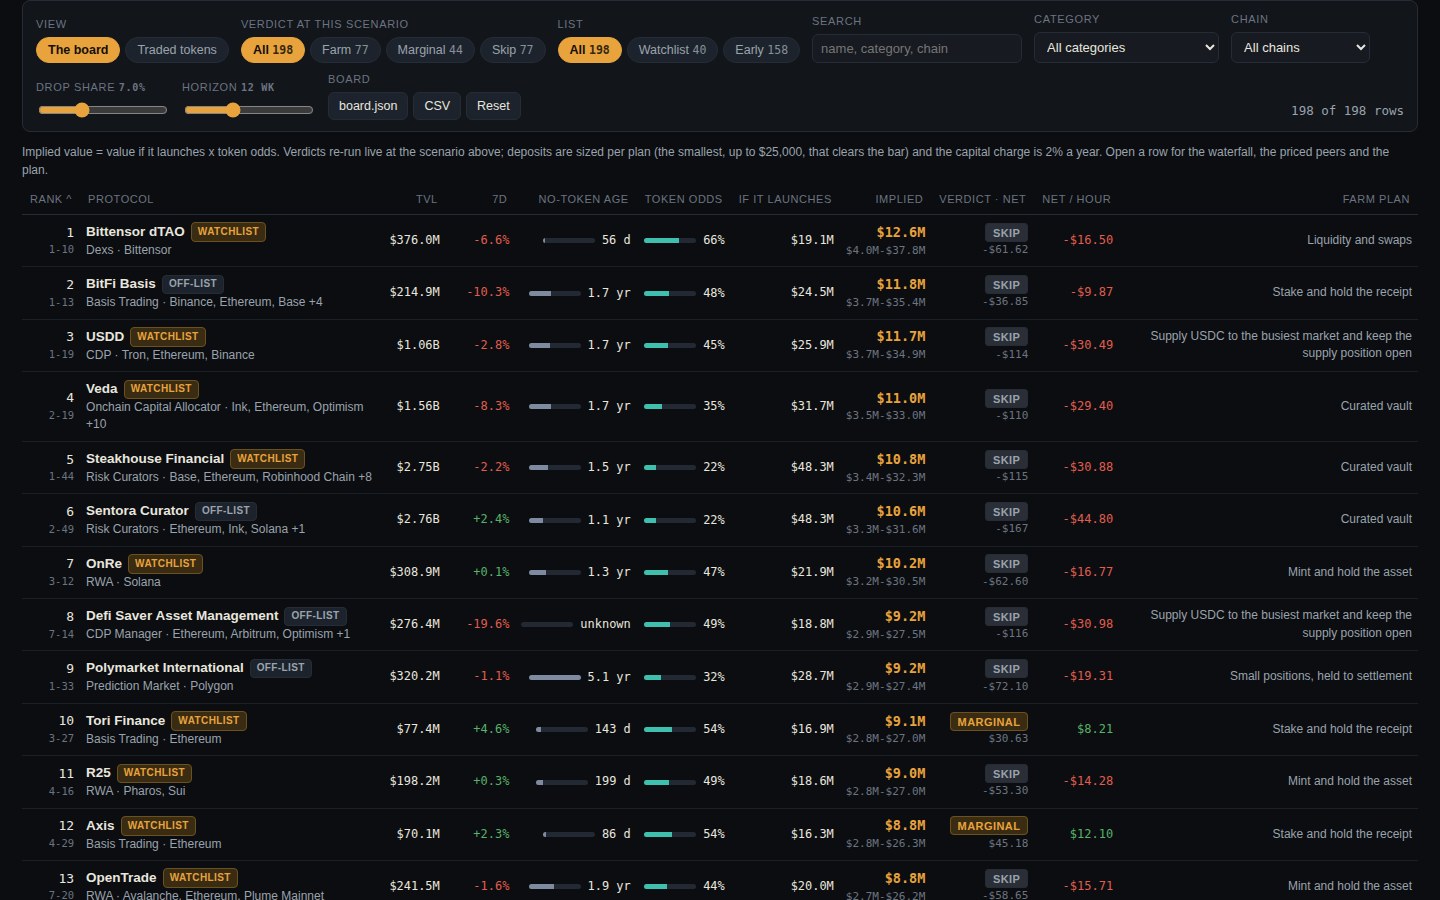 VIEW
The board
Traded tokens
VERDICT AT THIS SCENARIO
All 198
Farm 77
Marginal 44
Skip 77
LIST
All 198
Watchlist 40
Early 158
SEARCH
name, category, chain
CATEGORY
All categories
CHAIN
All chains
DROP SHARE 7.0%
HORIZON 12 WK
BOARD
board.json
CSV
Reset
198 of 198 rows
Implied value = value if it launches x token odds. Verdicts re-run live at the scenario above; deposits are sized per plan (the smallest, up to $25,000, that clears the bar) and the capital charge is 2% a year. Open a row for the waterfall, the priced peers and the
plan.
RANK ^ PROTOCOL TVL 7D NO-TOKEN AGE TOKEN ODDS IF IT LAUNCHES IMPLIED VERDICT · NET NET / HOUR FARM PLAN
1 Bittensor dTAO WATCHLIST $376.0M -6.6% 56 d 66% $19.1M $12.6M SKIP -$16.50 Liquidity and swaps
1-10 Dexs · Bittensor $4.0M-$37.8M -$61.62
2 BitFi Basis OFF-LIST $214.9M -10.3% 1.7 yr 48% $24.5M $11.8M SKIP -$9.87 Stake and hold the receipt
1-13 Basis Trading · Binance, Ethereum, Base +4 $3.7M-$35.4M -$36.85
3 USDD WATCHLIST $1.06B -2.8% 1.7 yr 45% $25.9M $11.7M SKIP -$30.49 Supply USDC to the busiest market and keep the
1-19 CDP · Tron, Ethereum, Binance $3.7M-$34.9M -$114 supply position open
4 Veda WATCHLIST $1.56B -8.3% 1.7 yr 35% $31.7M $11.0M SKIP -$29.40 Curated vault
2-19 Onchain Capital Allocator · Ink, Ethereum, Optimism $3.5M-$33.0M -$110
+10
5 Steakhouse Financial WATCHLIST $2.75B -2.2% 1.5 yr 22% $48.3M $10.8M SKIP -$30.88 Curated vault
1-44 Risk Curators · Base, Ethereum, Robinhood Chain +8 $3.4M-$32.3M -$115
6 Sentora Curator OFF-LIST $2.76B +2.4% 1.1 yr 22% $48.3M $10.6M SKIP -$44.80 Curated vault
2-49 Risk Curators · Ethereum, Ink, Solana +1 $3.3M-$31.6M -$167
7 OnRe WATCHLIST $308.9M +0.1% 1.3 yr 47% $21.9M $10.2M SKIP -$16.77 Mint and hold the asset
3-12 RWA · Solana $3.2M-$30.5M -$62.60
8 Defi Saver Asset Management OFF-LIST $276.4M -19.6% unknown 49% $18.8M $9.2M SKIP -$30.98 Supply USDC to the busiest market and keep the
7-14 CDP Manager · Ethereum, Arbitrum, Optimism +1 $2.9M-$27.5M -$116 supply position open
9 Polymarket International OFF-LIST $320.2M -1.1% 5.1 yr 32% $28.7M $9.2M SKIP -$19.31 Small positions, held to settlement
1-33 Prediction Market · Polygon $2.9M-$27.4M -$72.10
10 Tori Finance WATCHLIST $77.4M +4.6% 143 d 54% $16.9M $9.1M MARGINAL $8.21 Stake and hold the receipt
3-27 Basis Trading · Ethereum $2.8M-$27.0M $30.63
11 R25 WATCHLIST $198.2M +0.3% 199 d 49% $18.6M $9.0M SKIP -$14.28 Mint and hold the asset
4-16 RWA · Pharos, Sui $2.8M-$27.0M -$53.30
12 Axis WATCHLIST $70.1M +2.3% 86 d 54% $16.3M $8.8M MARGINAL $12.10 Stake and hold the receipt
4-29 Basis Trading · Ethereum $2.8M-$26.3M $45.18
13 OpenTrade WATCHLIST $241.5M -1.6% 1.9 yr 44% $20.0M $8.8M SKIP -$15.71 Mint and hold the asset
7-20 RWA · Avalanche, Ethereum, Plume Mainnet $2.7M-$26.2M -$58.65